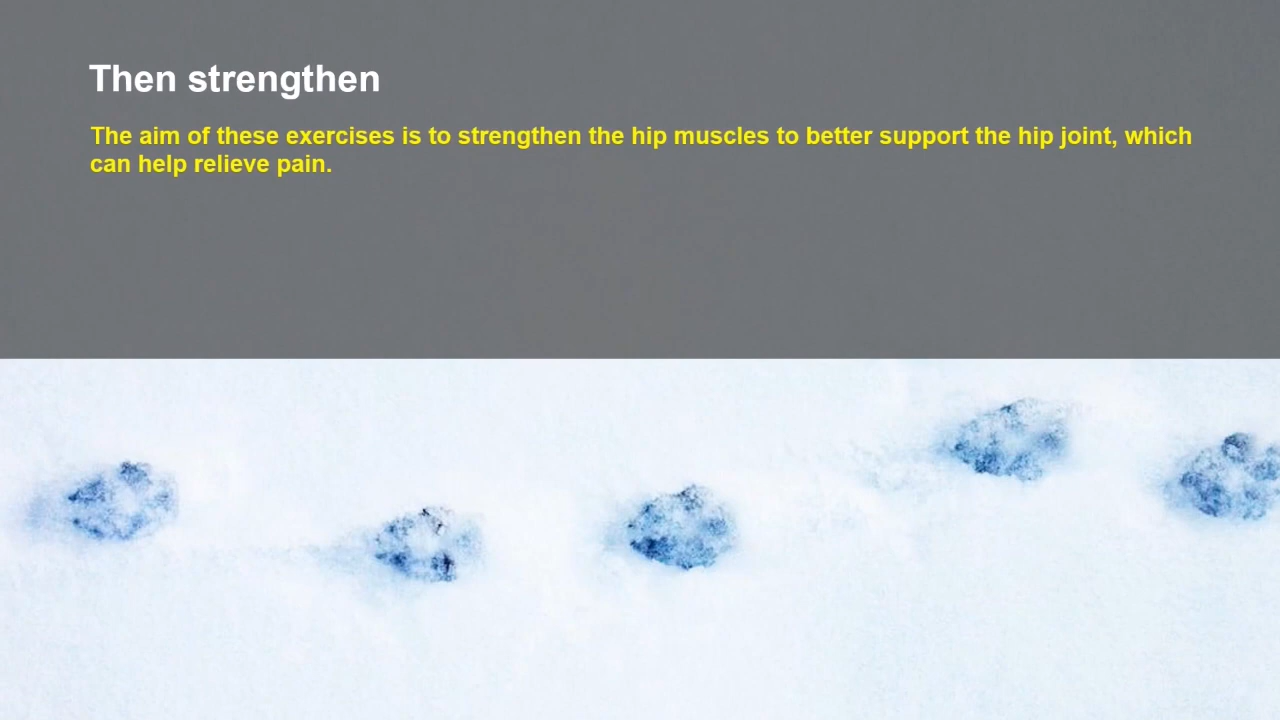 Then strengthen
The aim of these exercises is to strengthen the hip muscles to better support the hip joint, which
can help relieve pain.